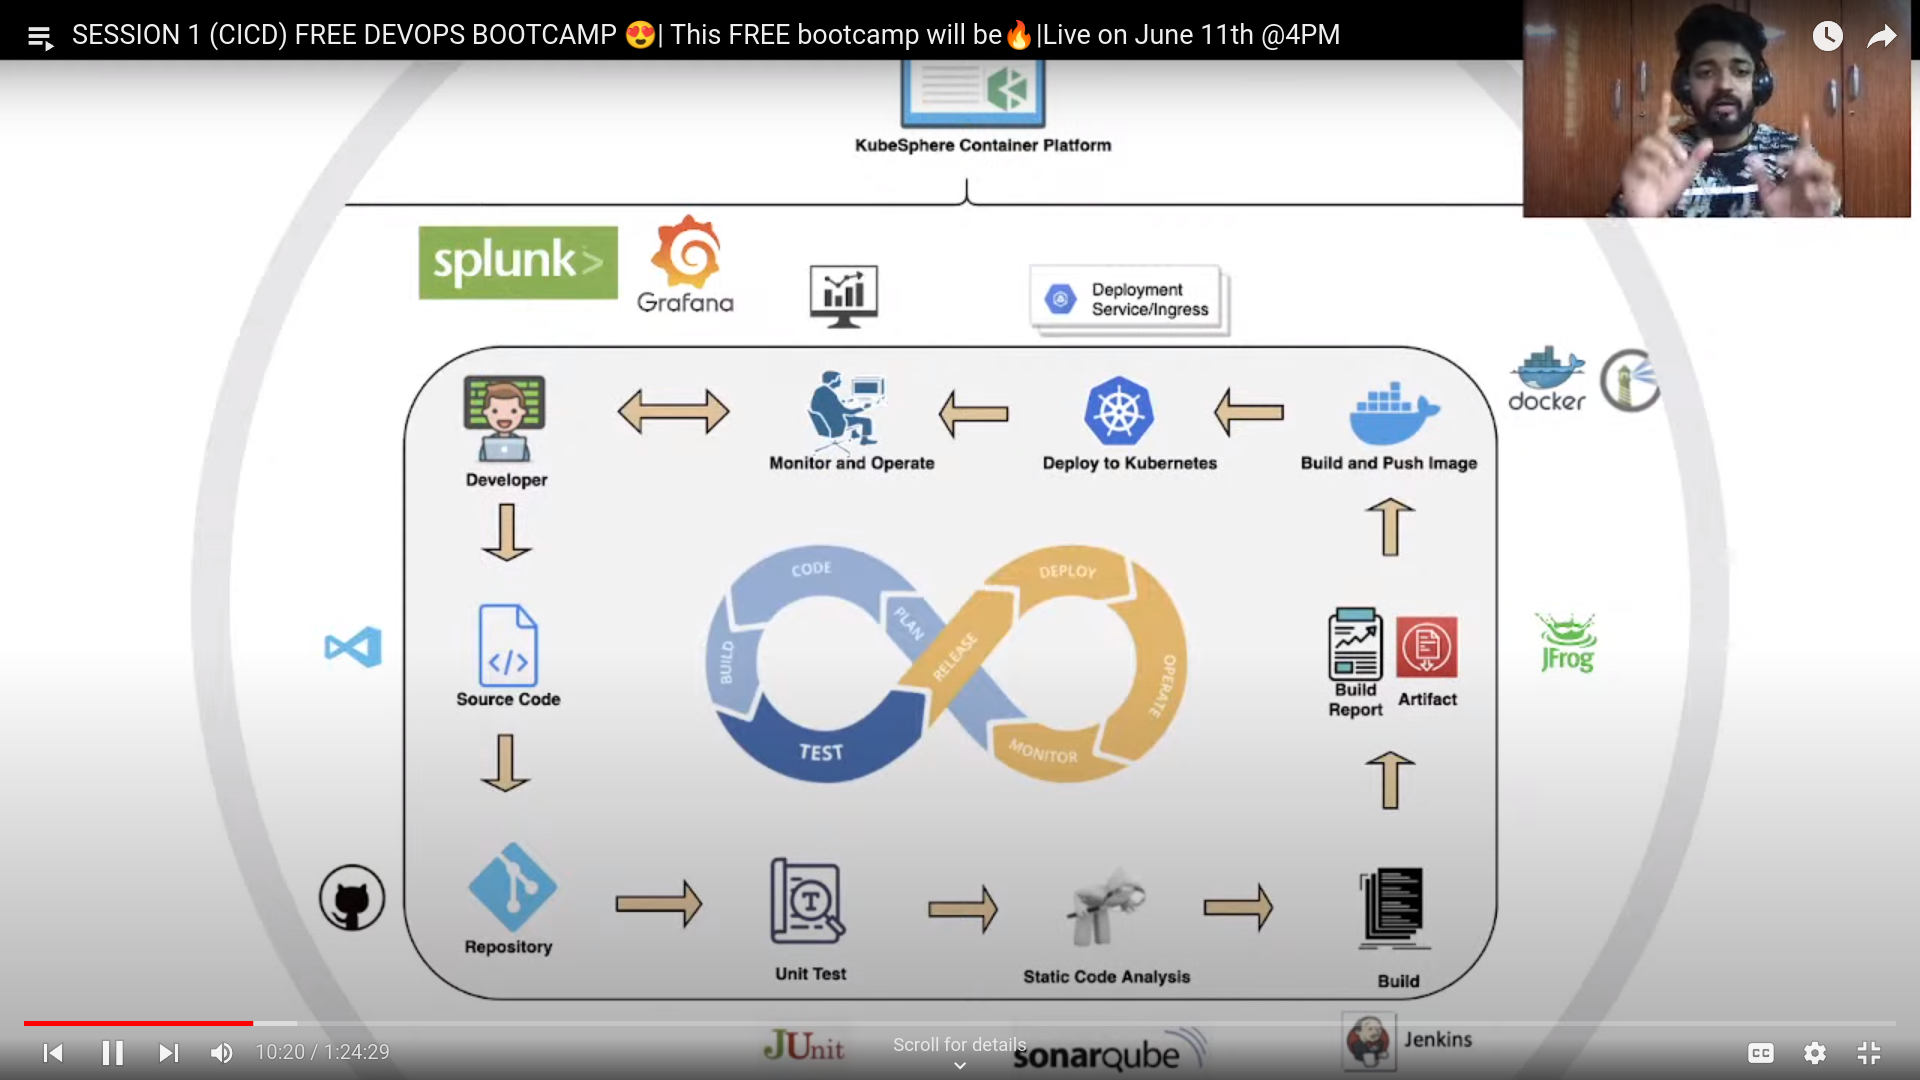 SESSION 1 (CICD) FREE DEVOPS BOOTCAMP 😍| This FREE bootcamp will be🔥|Live on June 11th @4PM
KubeSphere Container Platform
splunk>
Grafana
Deployment
Service/Ingress
docker
Developer
Monitor and Operate
Deploy to Kubernetes
Build and Push Image
CODE
PLAN
BUILD
TEST
RELEASE
DEPLOY
OPERATE
MONITOR
</>
Source Code
Build
Report
Artifact
JFrog
Repository
T
Unit Test
Static Code Analysis
Build
JUnit
Scroll for details
sonarqube
Jenkins
10:20 / 1:24:29
CC